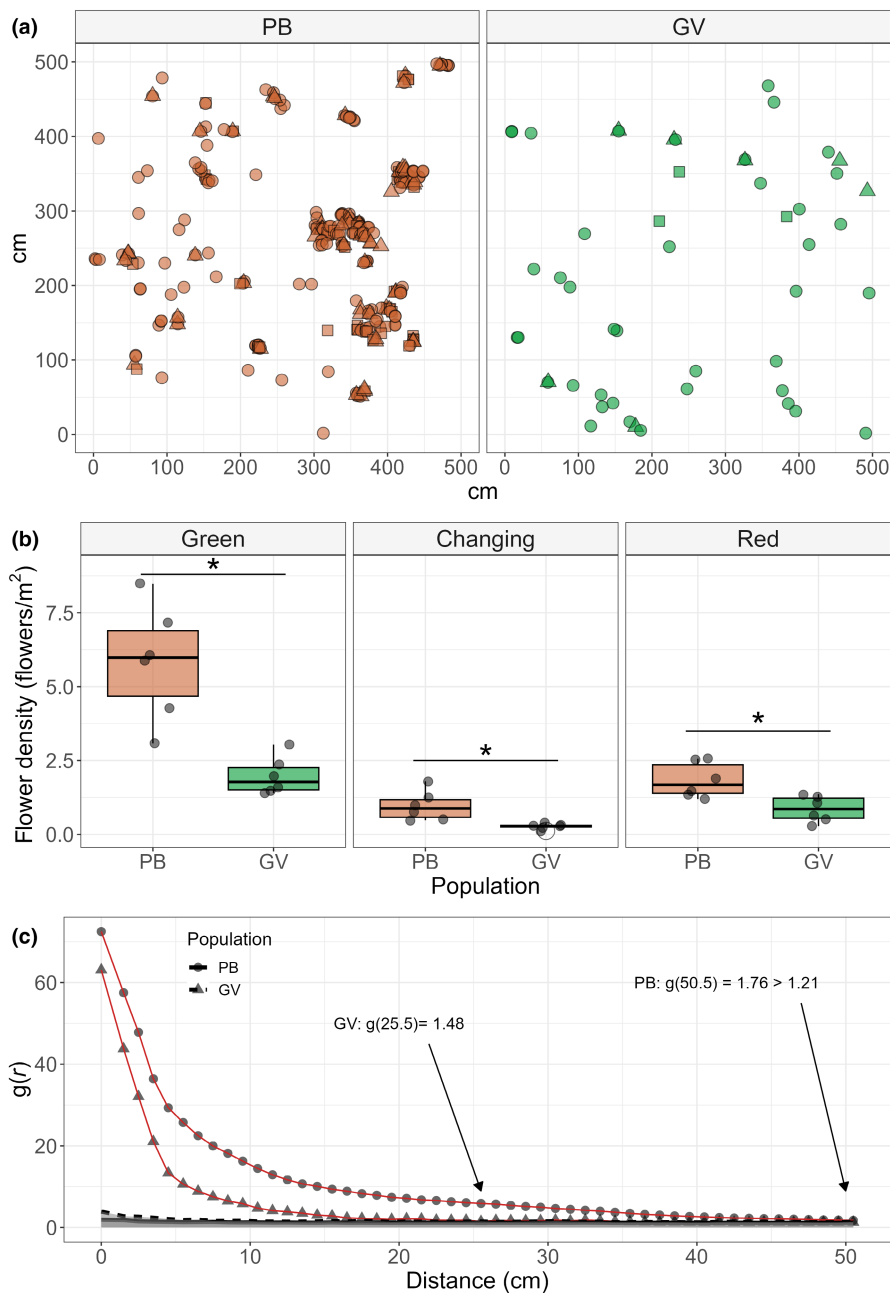 (a)
PB
GV
cm
500
400
300
200
100
0
0 100 200 300 400 500
0 100 200 300 400 500
cm
(b)
Green
Changing
Red
Flower density (flowers/m²)
7.5
5.0
2.5
0.0
*
*
*
PB GV
PB GV
PB GV
Population
(c)
g(r)
60
40
20
0
Population
PB
GV
GV: g(25.5)= 1.48
PB: g(50.5) = 1.76 > 1.21
0 10 20 30 40 50
Distance (cm)